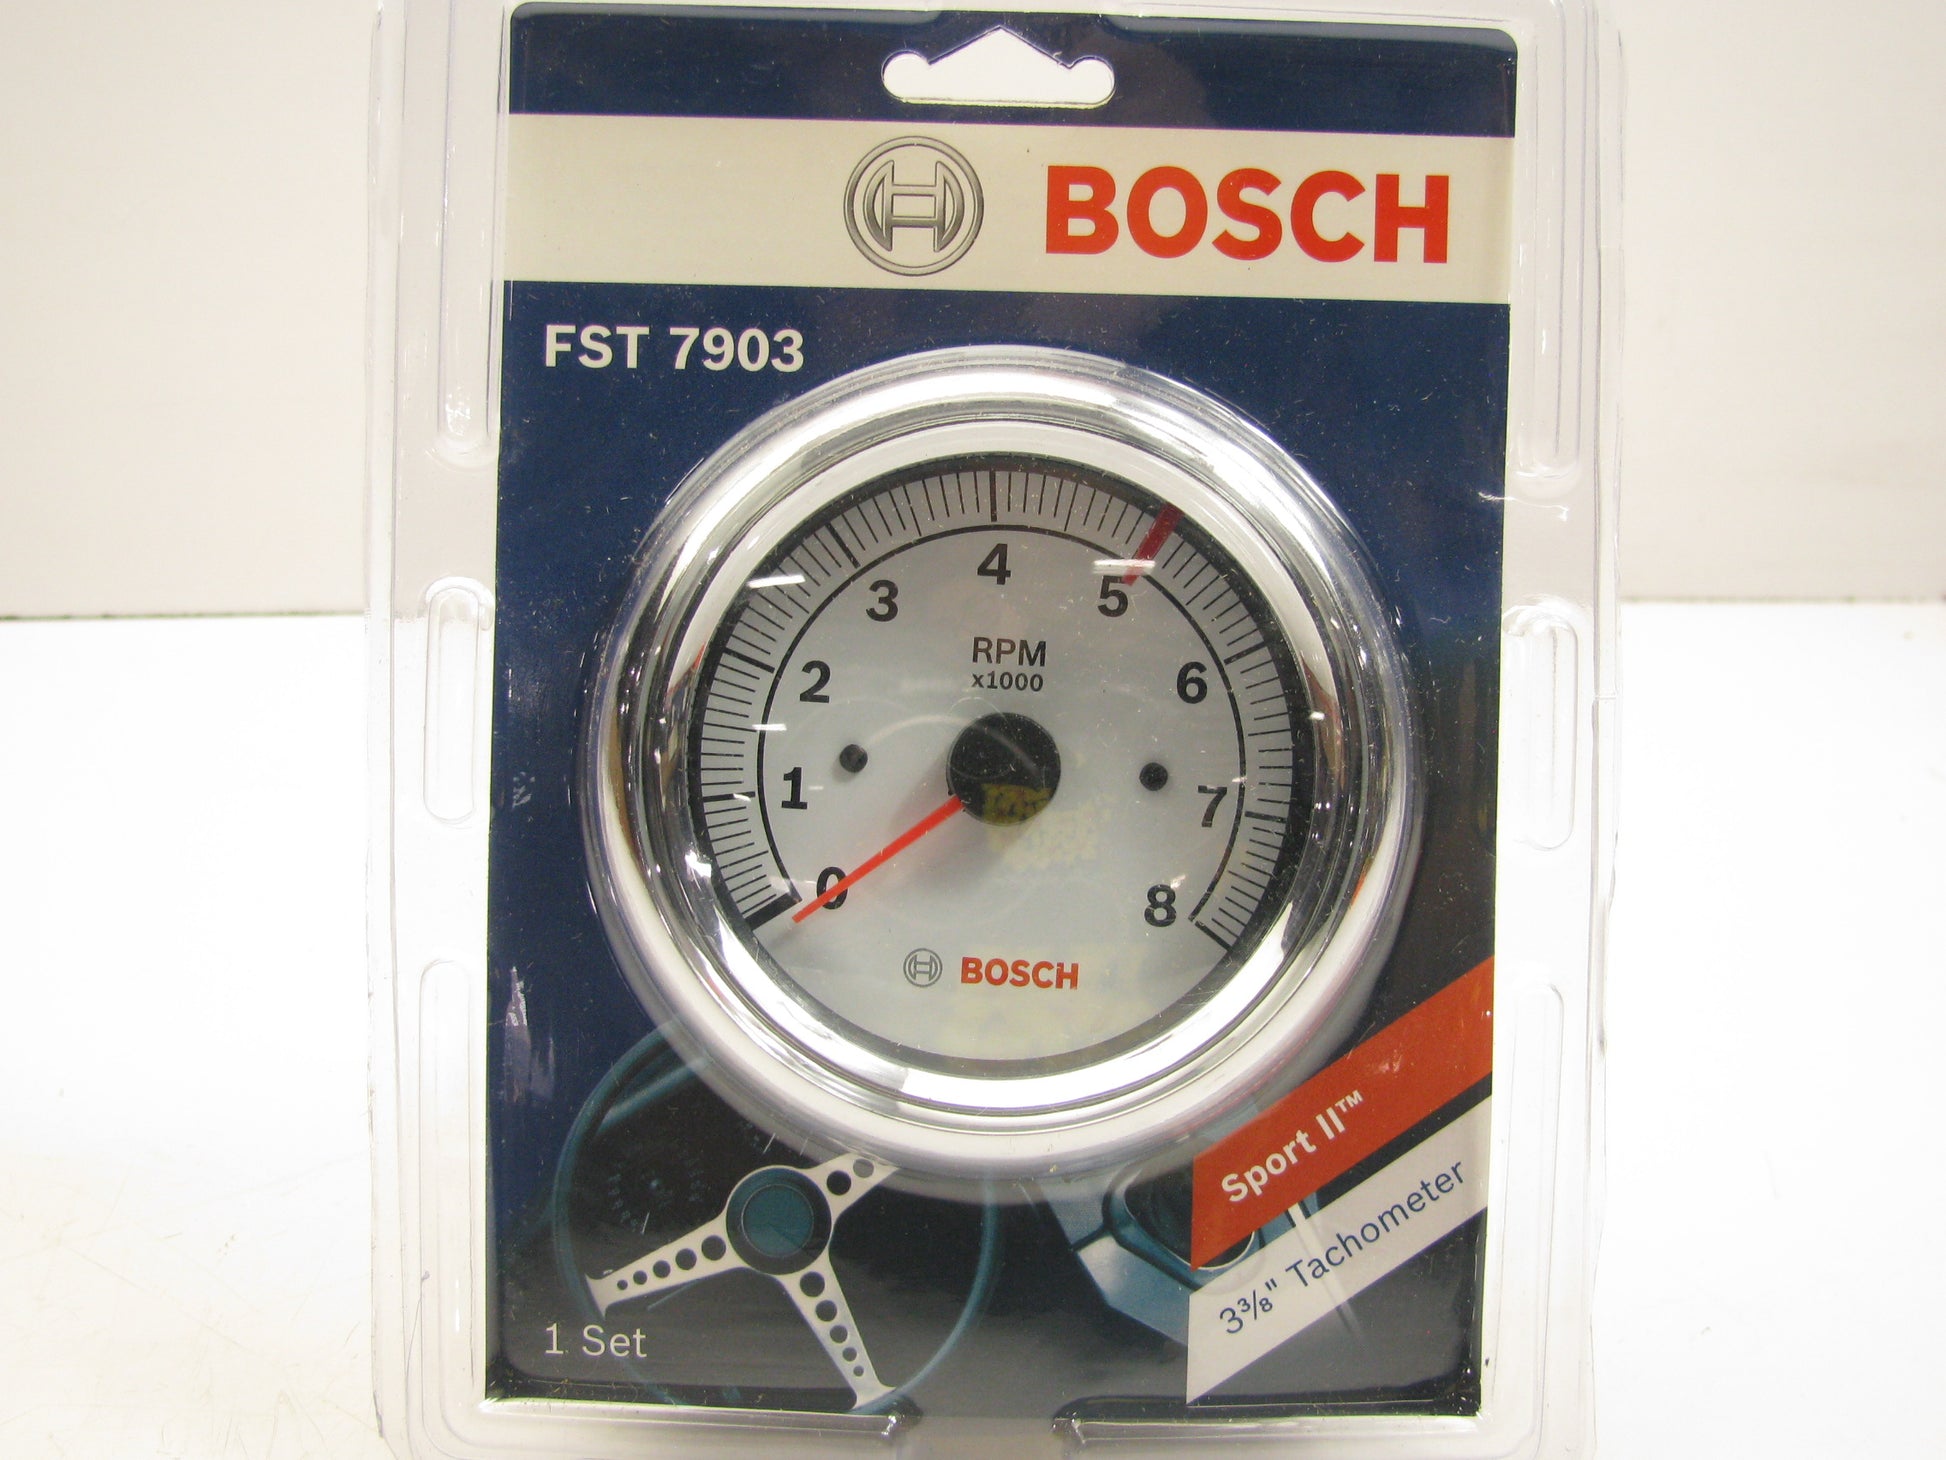 BOSCH
FST 7903
4
3
5
RPM
x1000
2
6
1
7
0
8
BOSCH
Sport II™
3⅜" Tachometer
1 Set